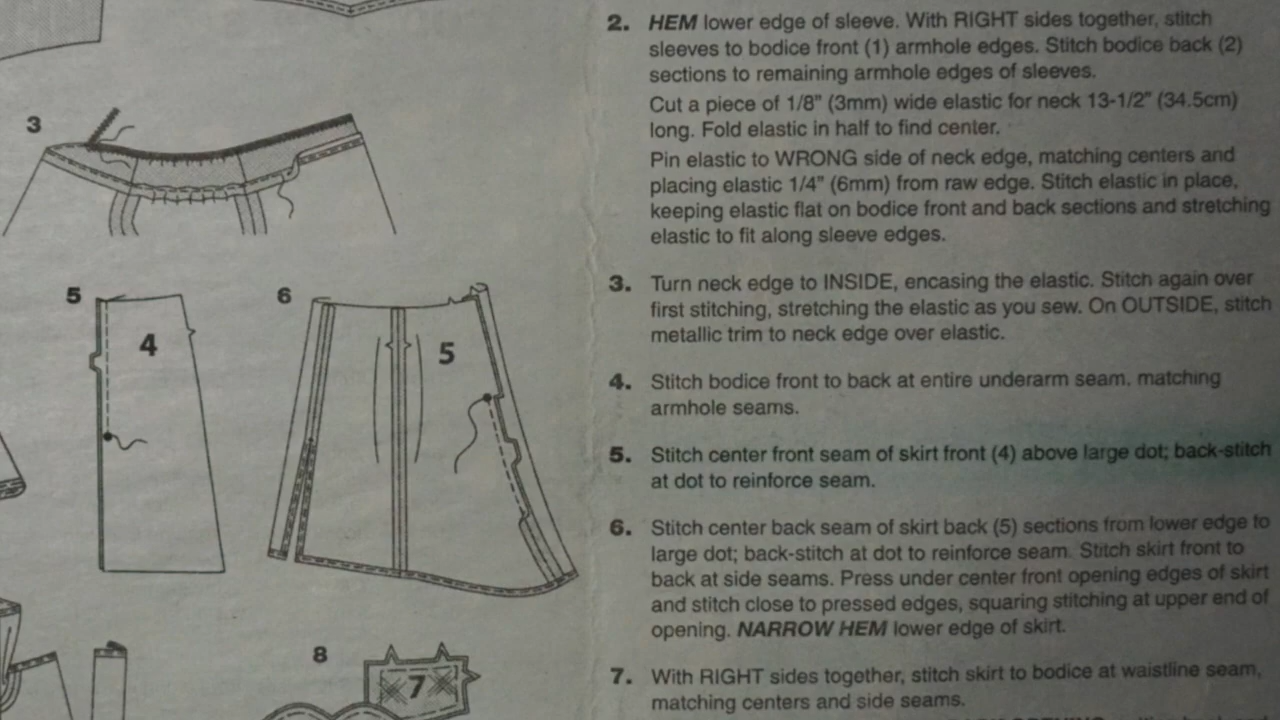 2. HEM lower edge of sleeve. With RIGHT sides together, stitch
sleeves to bodice front (1) armhole edges. Stitch bodice back (2)
sections to remaining armhole edges of sleeves.
Cut a piece of 1/8" (3mm) wide elastic for neck 13-1/2" (34.5cm)
long. Fold elastic in half to find center.
Pin elastic to WRONG side of neck edge, matching centers and
placing elastic 1/4" (6mm) from raw edge. Stitch elastic in place,
keeping elastic flat on bodice front and back sections and stretching
elastic to fit along sleeve edges.
3. Turn neck edge to INSIDE, encasing the elastic. Stitch again over
first stitching, stretching the elastic as you sew. On OUTSIDE, stitch
metallic trim to neck edge over elastic.
4. Stitch bodice front to back at entire underarm seam, matching
armhole seams.
5. Stitch center front seam of skirt front (4) above large dot; back-stitch
at dot to reinforce seam.
6. Stitch center back seam of skirt back (5) sections from lower edge to
large dot; back-stitch at dot to reinforce seam. Stitch skirt front to
back at side seams. Press under center front opening edges of skirt
and stitch close to pressed edges, squaring stitching at upper end of
opening. NARROW HEM lower edge of skirt.
7. With RIGHT sides together, stitch skirt to bodice at waistline seam,
matching centers and side seams.
3
5
4
6
5
8
7